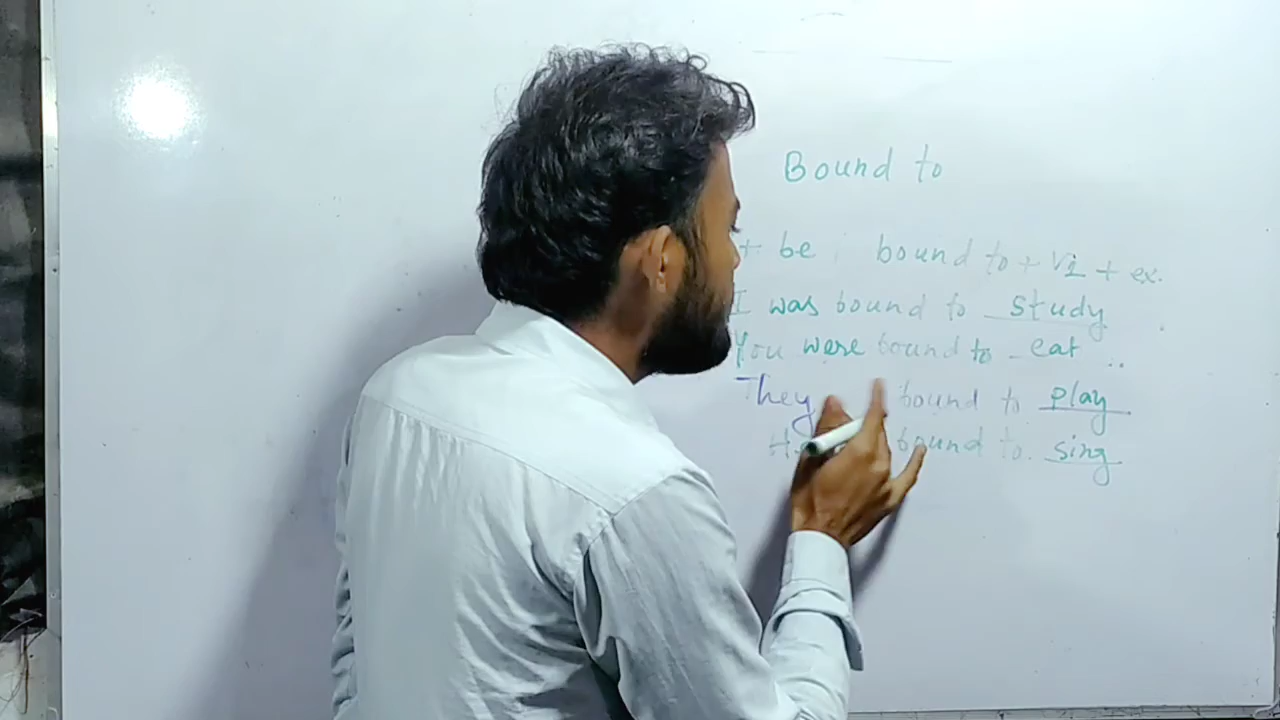 Bound to
+ be bound to + V1 + ex.
I was bound to study
You were bound to eat ..
They bound to play
bound to. sing